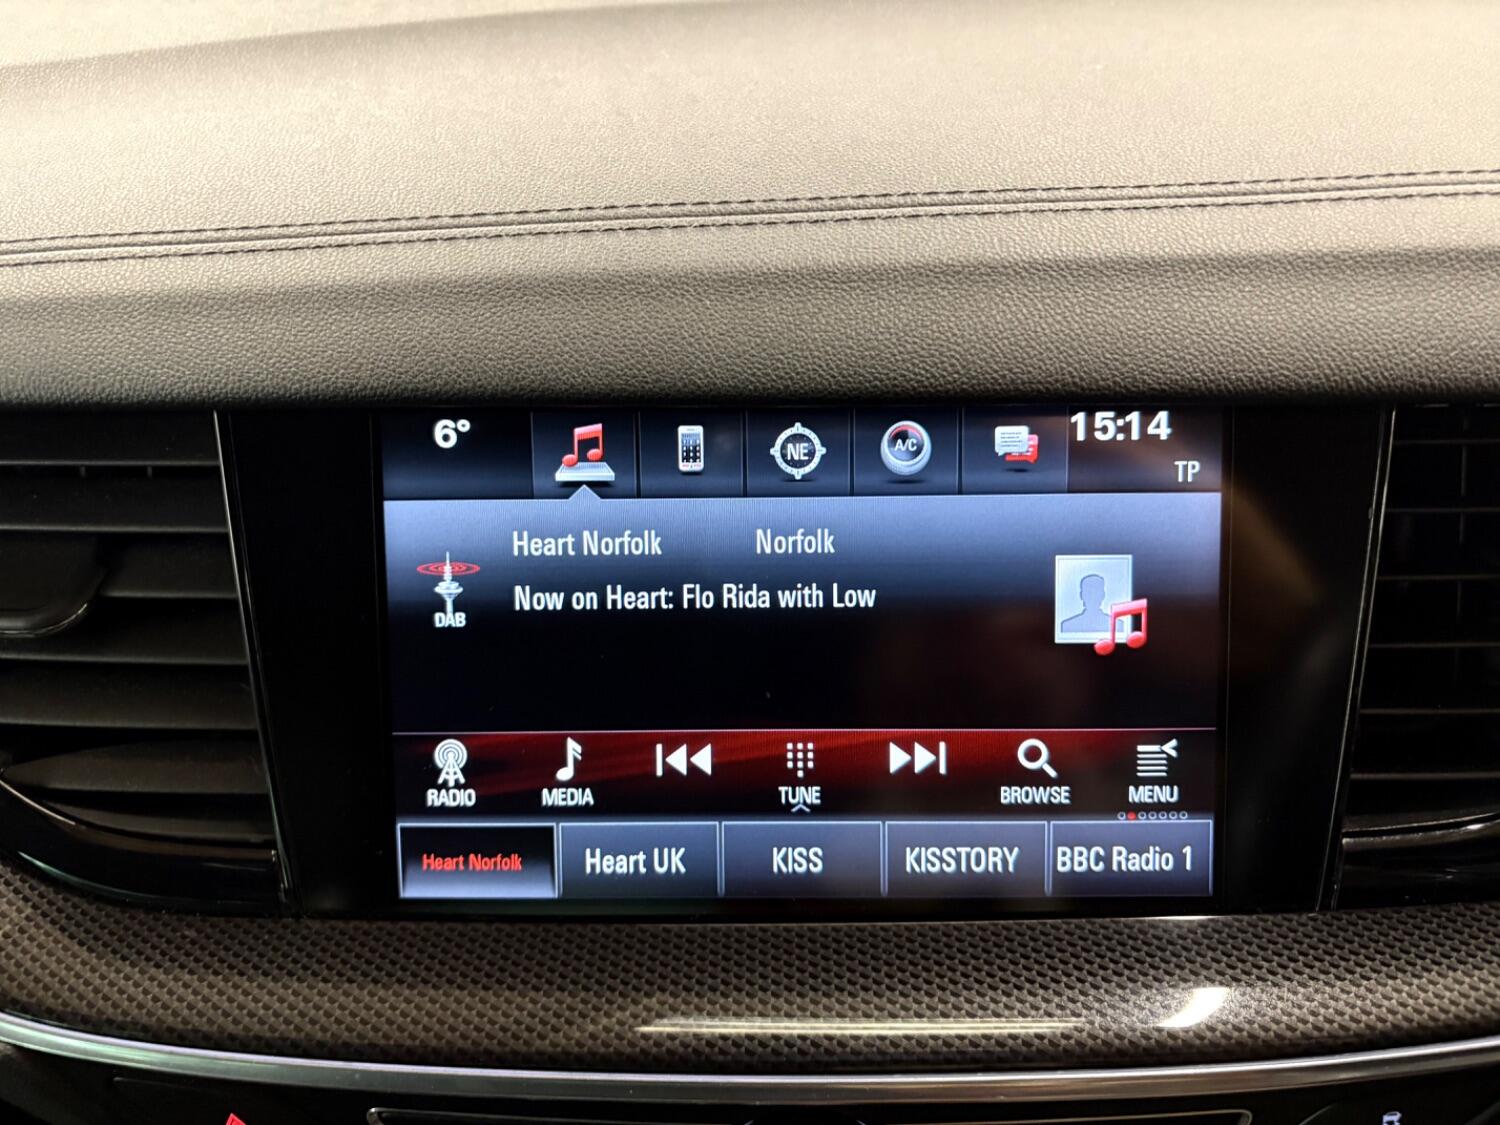 6°
NE
A/C
15:14
TP
Heart Norfolk Norfolk
Now on Heart: Flo Rida with Low
DAB
RADIO MEDIA TUNE BROWSE MENU
Heart Norfolk Heart UK KISS KISSTORY BBC Radio 1